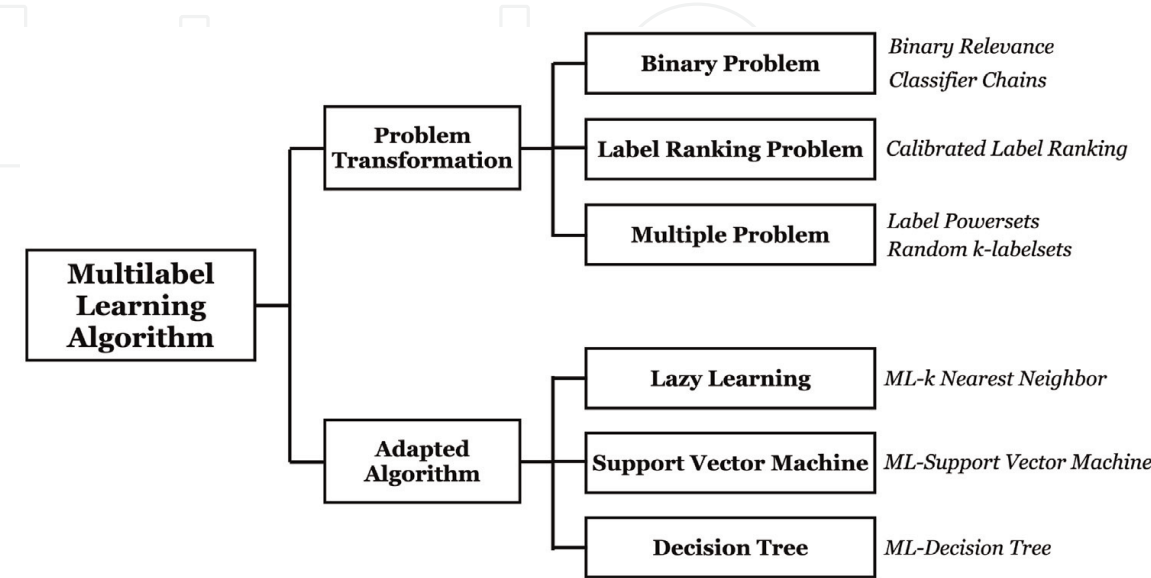 Multilabel
Learning
Algorithm
Problem
Transformation
Binary Problem
Binary Relevance
Classifier Chains
Label Ranking Problem
Calibrated Label Ranking
Multiple Problem
Label Powersets
Random k-labelsets
Adapted
Algorithm
Lazy Learning
ML-k Nearest Neighbor
Support Vector Machine
ML-Support Vector Machine
Decision Tree
ML-Decision Tree